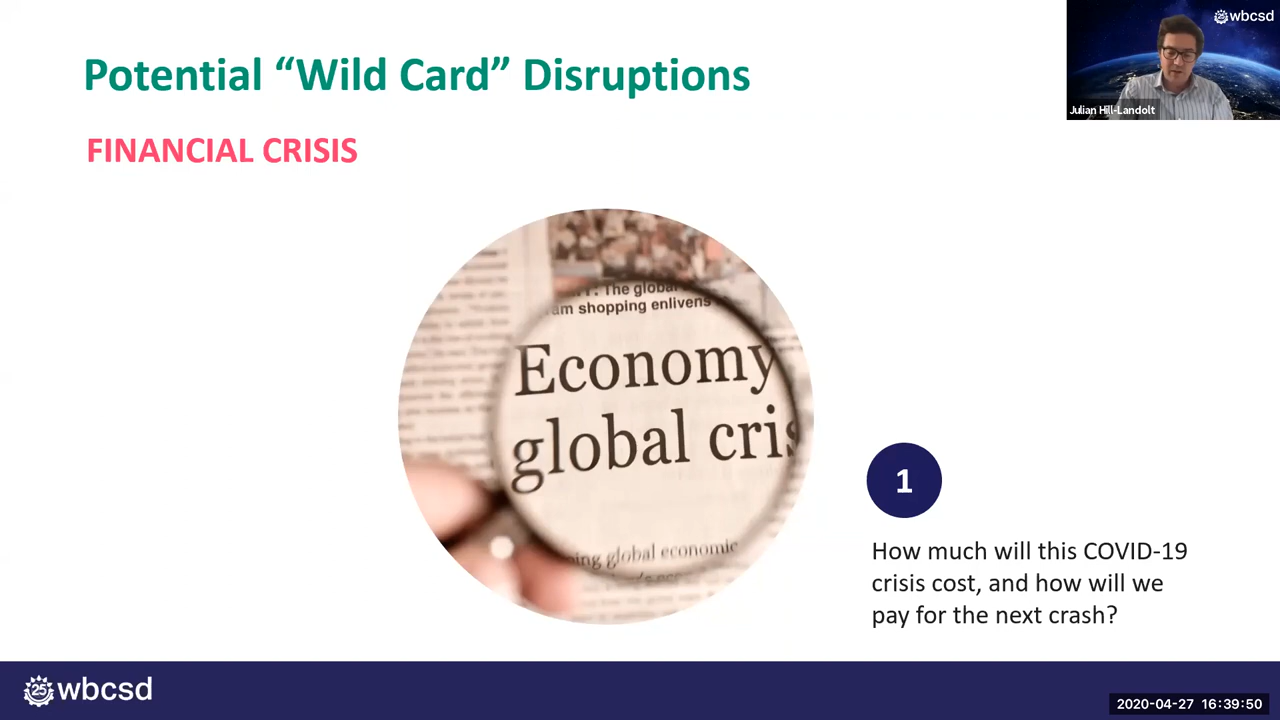 Potential “Wild Card” Disruptions
wbcsd
Julian Hill-Landolt
FINANCIAL CRISIS
The global
am shopping enlivens
Economy
global cris
ing global economic
1
How much will this COVID-19
crisis cost, and how will we
pay for the next crash?
25 wbcsd
2020-04-27 16:39:50